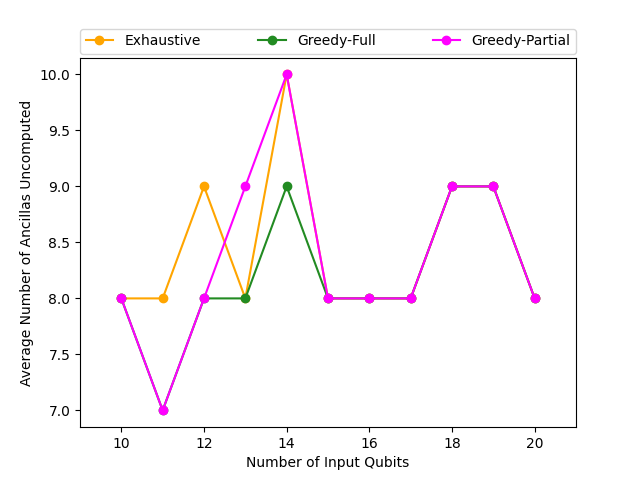 Exhaustive Greedy-Full Greedy-Partial
10.0
9.5
9.0
8.5
8.0
7.5
7.0
Average Number of Ancillas Uncomputed
10 12 14 16 18 20
Number of Input Qubits